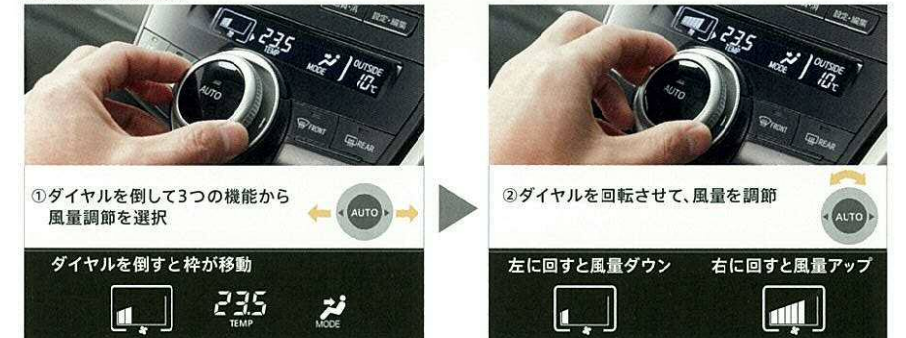 設定・編集
23.5
TEMP
MODE
OUTSIDE
10℃
AUTO
FRONT
REAR
①ダイヤルを倒して3つの機能から
風量調節を選択
AUTO
ダイヤルを倒すと枠が移動
23.5
TEMP
MODE
設定・編集
23.5
TEMP
MODE
OUTSIDE
10℃
AUTO
FRONT
REAR
②ダイヤルを回転させて、風量を調節
AUTO
左に回すと風量ダウン
右に回すと風量アップ